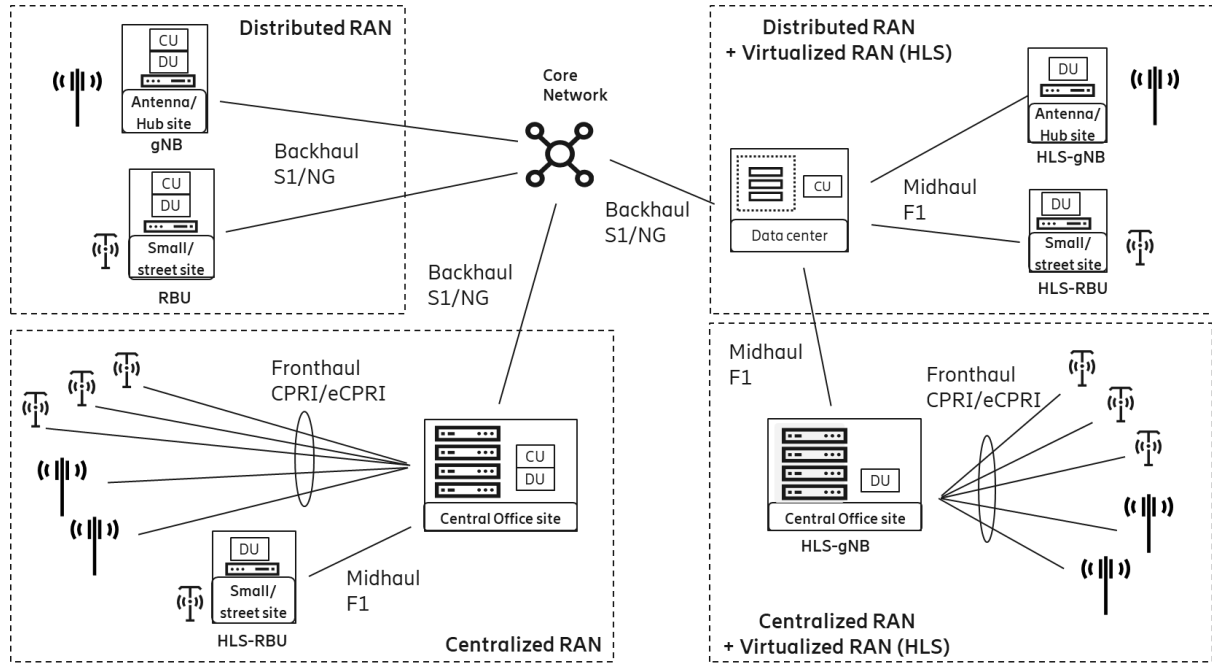 Distributed RAN
CU
DU
Antenna/
Hub site
gNB
Backhaul
S1/NG
CU
DU
Small/
street site
RBU
Core
Network
Backhaul
S1/NG
Backhaul
S1/NG
Distributed RAN
+ Virtualized RAN (HLS)
CU
Data center
Midhaul
F1
DU
Antenna/
Hub site
HLS-gNB
DU
Small/
street site
HLS-RBU
Fronthaul
CPRI/eCPRI
CU
DU
Central Office site
DU
Small/
street site
HLS-RBU
Midhaul
F1
Centralized RAN
Midhaul
F1
Fronthaul
CPRI/eCPRI
DU
Central Office site
HLS-gNB
Centralized RAN
+ Virtualized RAN (HLS)